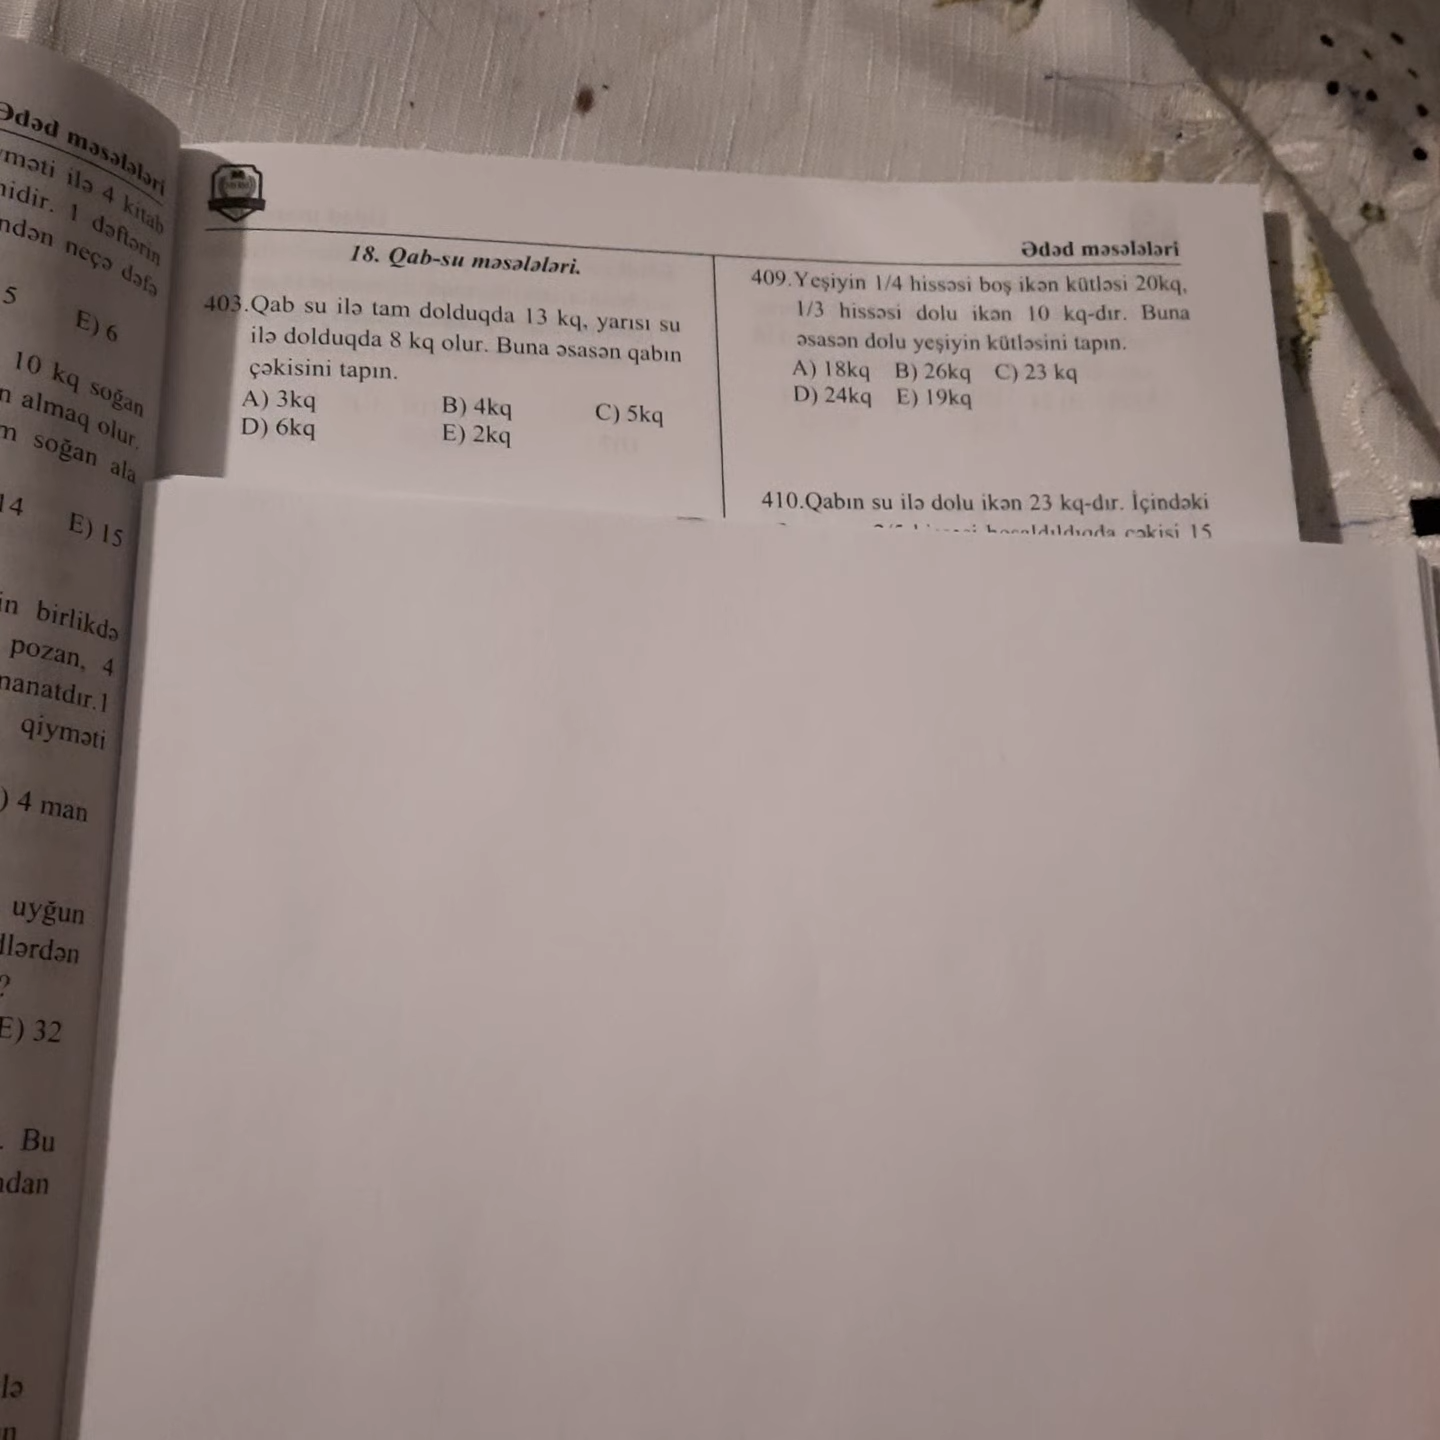 Ədəd məsələləri
yməti ilə 4 kitab
nidir. 1 dəftərin
ndən neçə dəfə
5
E) 6
10 kq soğan
n almaq olur.
m soğan ala
14
E) 15
in birlikdə
pozan, 4
manatdır.1
qiyməti
) 4 man
uyğun
dlərdən
?
E) 32
. Bu
ndan
lə
18. Qab-su məsələləri.
403.Qab su ilə tam dolduqda 13 kq, yarısı su
ilə dolduqda 8 kq olur. Buna əsasən qabın
çəkisini tapın.
A) 3kq B) 4kq C) 5kq
D) 6kq E) 2kq
Ədəd məsələləri
409.Yeşiyin 1/4 hissəsi boş ikən kütləsi 20kq,
1/3 hissəsi dolu ikən 10 kq-dır. Buna
əsasən dolu yeşiyin kütləsini tapın.
A) 18kq B) 26kq C) 23 kq
D) 24kq E) 19kq
410.Qabın su ilə dolu ikən 23 kq-dır. İçindəki
boşaldıldıqda çəkisi 15